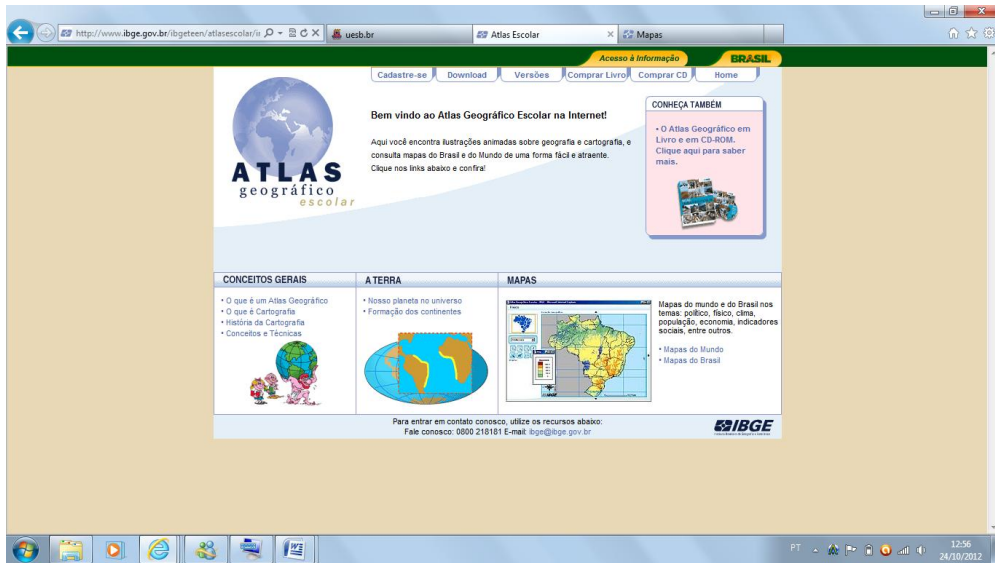 http://www.ibge.gov.br/ibgeteen/atlasescolar/
uesb.br
Atlas Escolar
Mapas
Acesso à Informação
BRASIL
Cadastre-se
Download
Versões
Comprar Livro
Comprar CD
Home
ATLAS
geográfico
escolar
Bem vindo ao Atlas Geográfico Escolar na Internet!
Aqui você encontra ilustrações animadas sobre geografia e cartografia, e
consulta mapas do Brasil e do Mundo de uma forma fácil e atraente.
Clique nos links abaixo e confira!
CONHEÇA TAMBÉM
• O Atlas Geográfico em
Livro e em CD-ROM.
Clique aqui para saber
mais.
CONCEITOS GERAIS
• O que é um Atlas Geográfico
• O que é Cartografia
• História da Cartografia
• Conceitos e Técnicas
A TERRA
• Nosso planeta no universo
• Formação dos continentes
MAPAS
Mapas do mundo e do Brasil nos
temas: político, físico, clima,
população, economia, indicadores
sociais, entre outros.
• Mapas do Mundo
• Mapas do Brasil
Para entrar em contato conosco, utilize os recursos abaixo:
Fale conosco: 0800 218181 E-mail: ibge@ibge.gov.br
IBGE
PT
12:56
24/10/2012